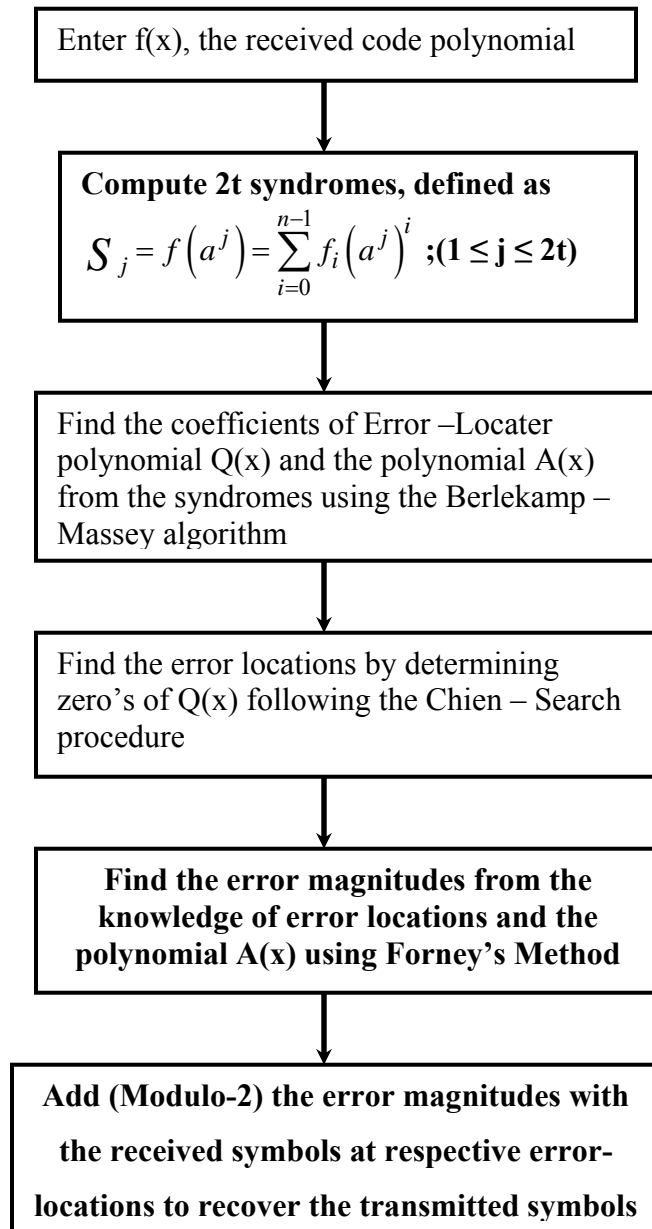 Enter f(x), the received code polynomial
Compute 2t syndromes, defined as
S_j = f(a^j) = \sum_{i=0}^{n-1} f_i (a^j)^i ;(1 ≤ j ≤ 2t)
Find the coefficients of Error –Locater
polynomial Q(x) and the polynomial A(x)
from the syndromes using the Berlekamp –
Massey algorithm
Find the error locations by determining
zero’s of Q(x) following the Chien – Search
procedure
Find the error magnitudes from the
knowledge of error locations and the
polynomial A(x) using Forney’s Method
Add (Modulo-2) the error magnitudes with
the received symbols at respective error-
locations to recover the transmitted symbols